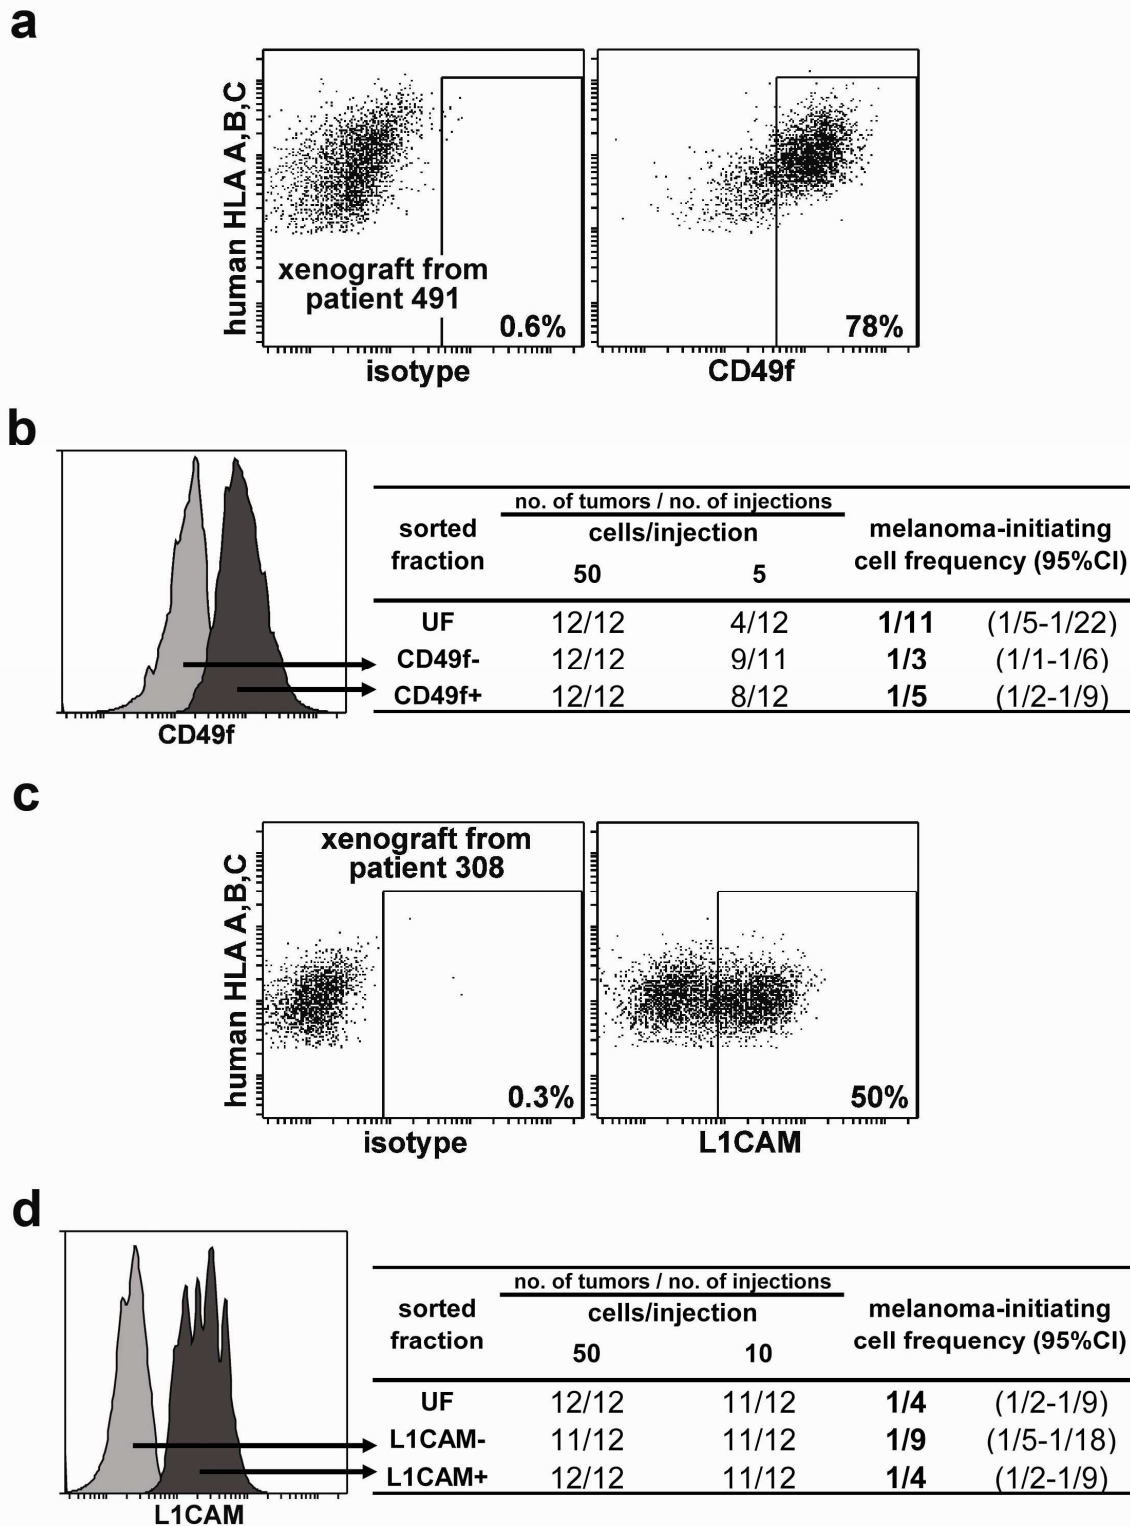 a
human HLA A,B,C
xenograft from
patient 491
0.6%
78%
isotype
CD49f
b
CD49f
no. of tumors / no. of injections
sorted
fraction
cells/injection
melanoma-initiating
cell frequency (95%CI)
50 5
UF 12/12 4/12 1/11 (1/5-1/22)
CD49f- 12/12 9/11 1/3 (1/1-1/6)
CD49f+ 12/12 8/12 1/5 (1/2-1/9)
c
human HLA A,B,C
xenograft from
patient 308
0.3%
50%
isotype
L1CAM
d
L1CAM
no. of tumors / no. of injections
sorted
fraction
cells/injection
melanoma-initiating
cell frequency (95%CI)
50 10
UF 12/12 11/12 1/4 (1/2-1/9)
L1CAM- 11/12 11/12 1/9 (1/5-1/18)
L1CAM+ 12/12 11/12 1/4 (1/2-1/9)